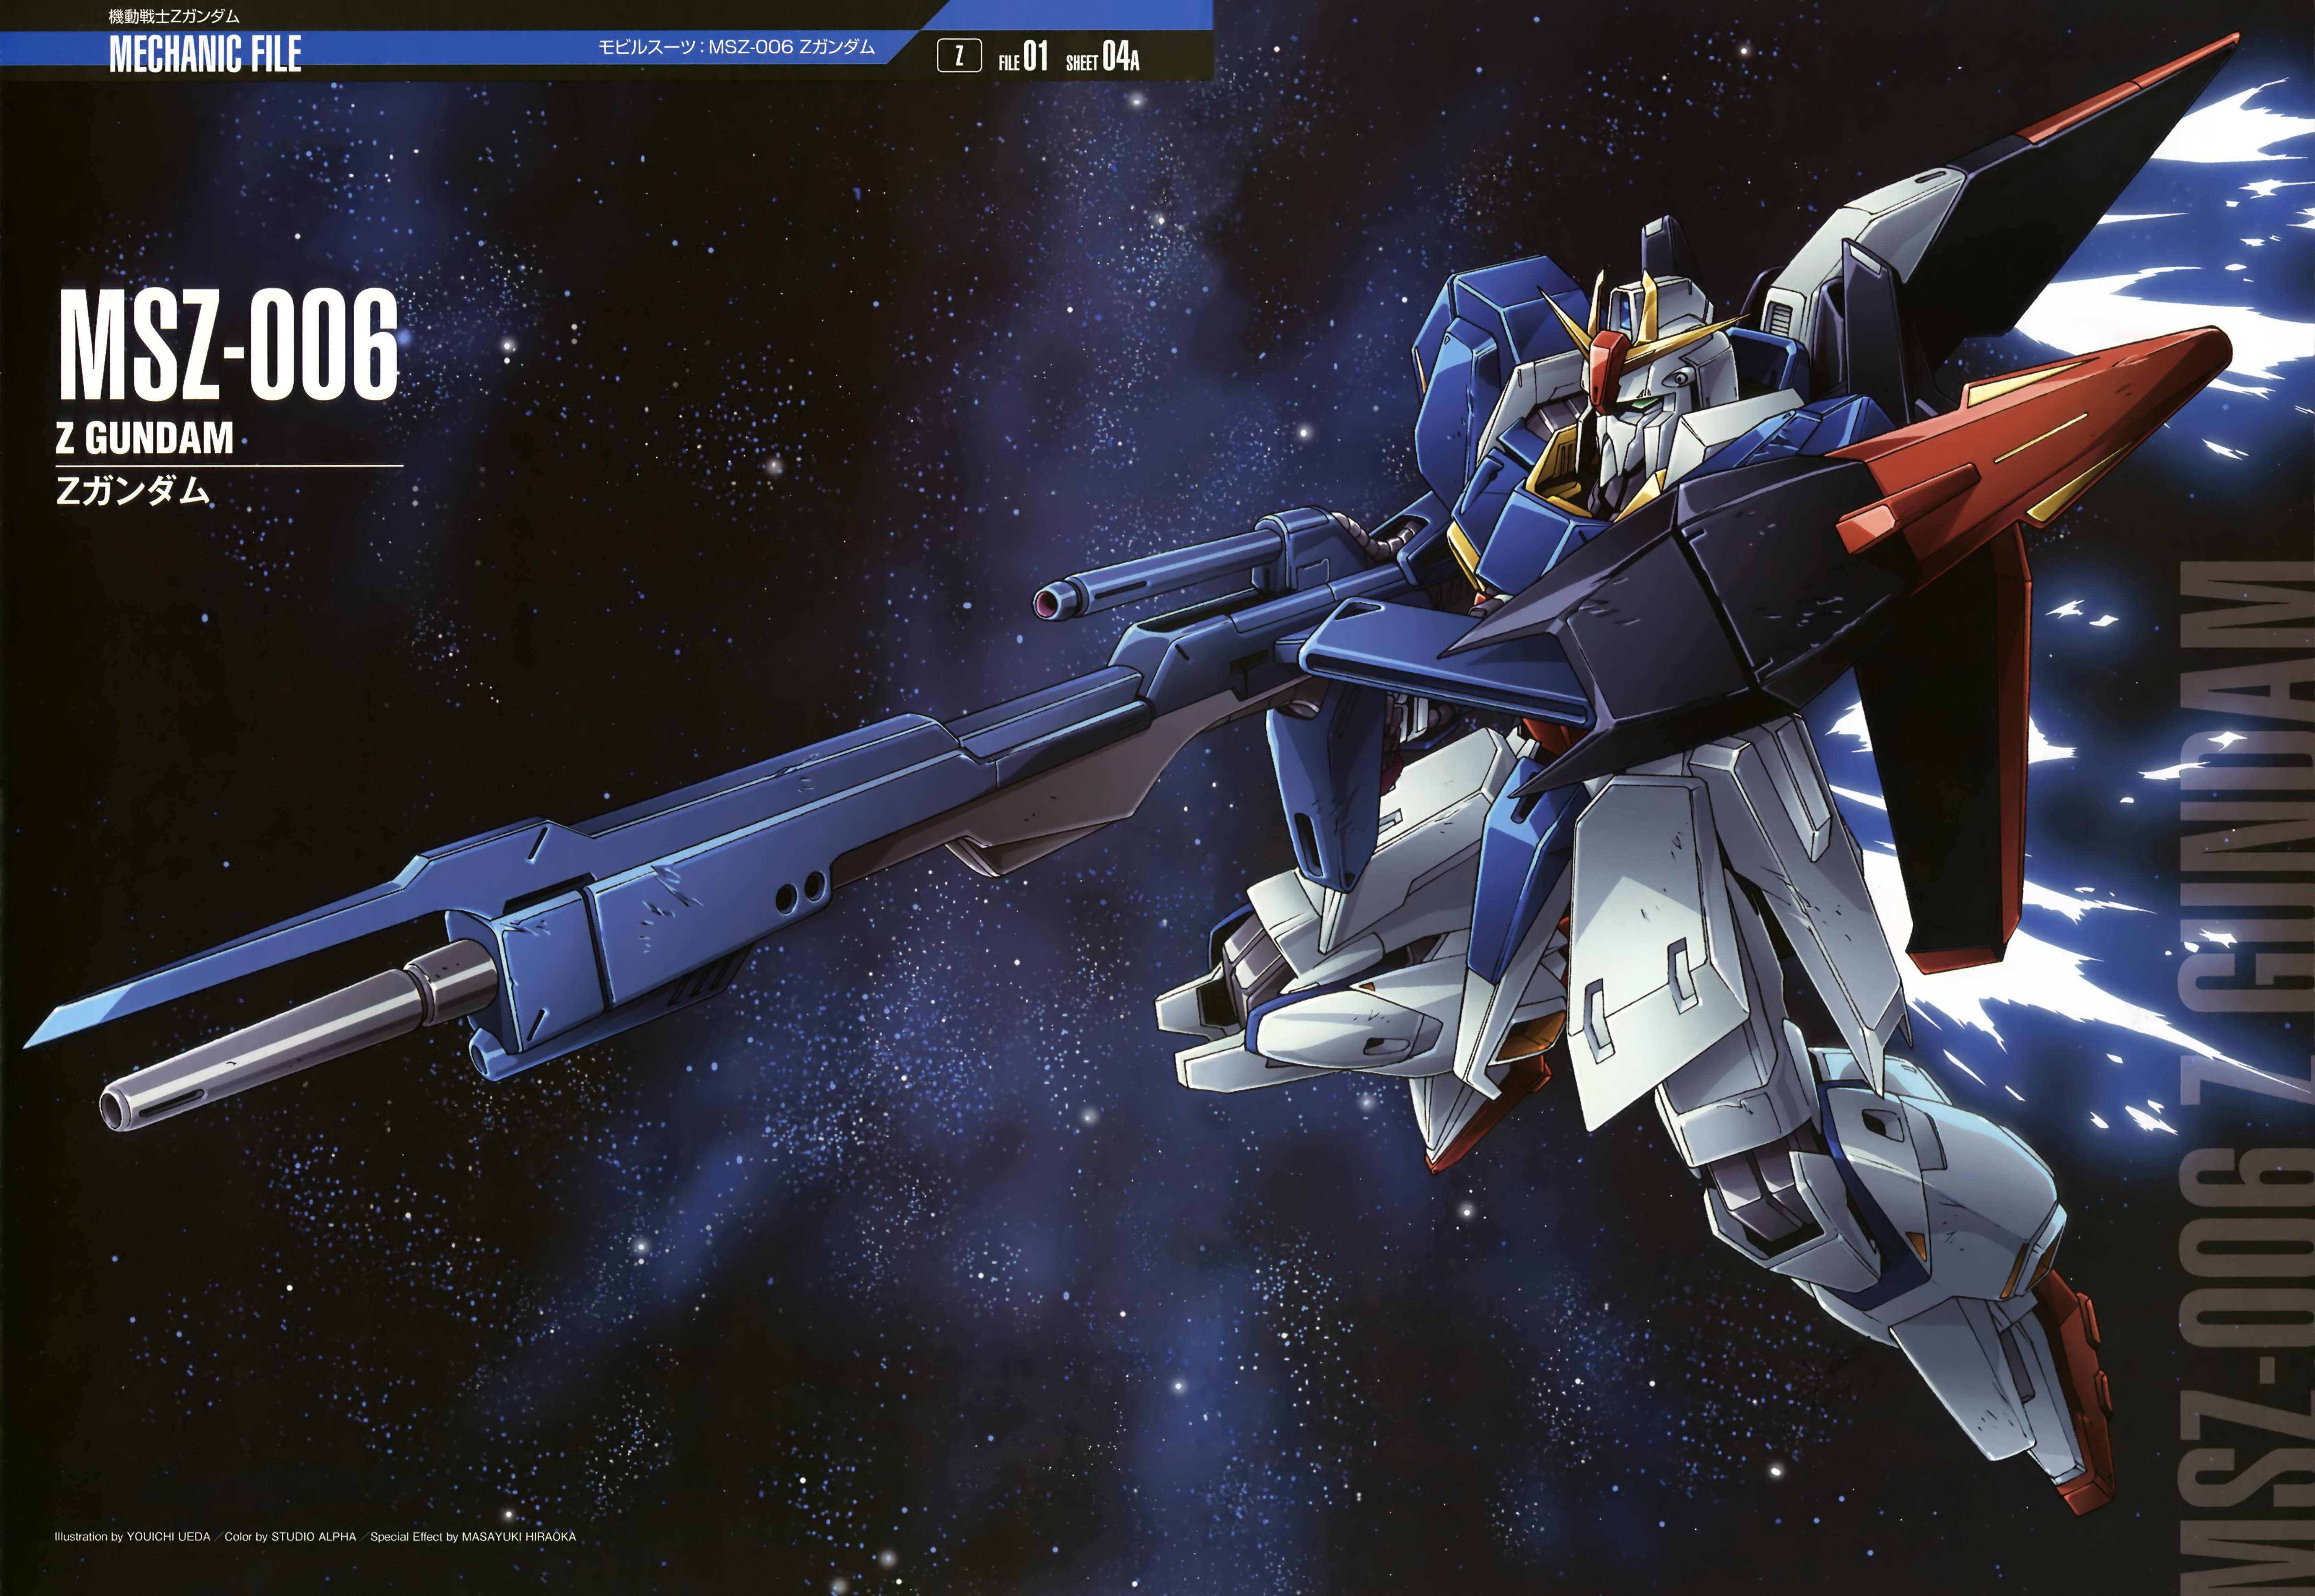 機動戦士Zガンダム
MECHANIC FILE
モビルスーツ：MSZ-006 Zガンダム
Z FILE 01 SHEET 04A
MSZ-006
Z GUNDAM
Zガンダム
MSZ-006 Z GUNDAM
Illustration by YOUICHI UEDA／Color by STUDIO ALPHA／Special Effect by MASAYUKI HIRAOKA